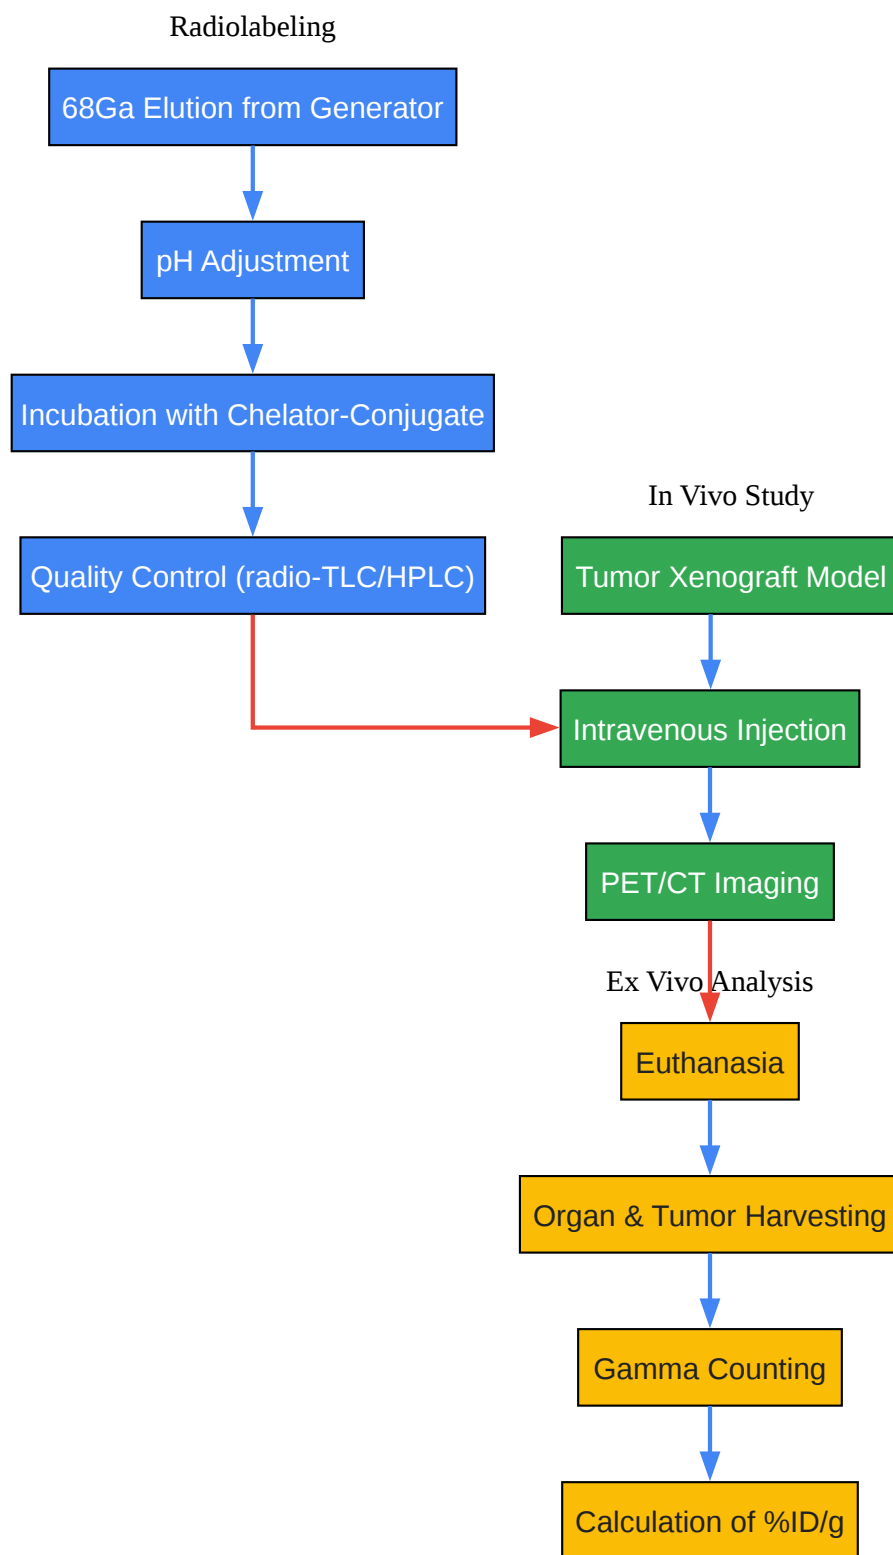 Radiolabeling
68Ga Elution from Generator
pH Adjustment
Incubation with Chelator-Conjugate
Quality Control (radio-TLC/HPLC)
In Vivo Study
Tumor Xenograft Model
Intravenous Injection
PET/CT Imaging
Ex Vivo Analysis
Euthanasia
Organ & Tumor Harvesting
Gamma Counting
Calculation of %ID/g